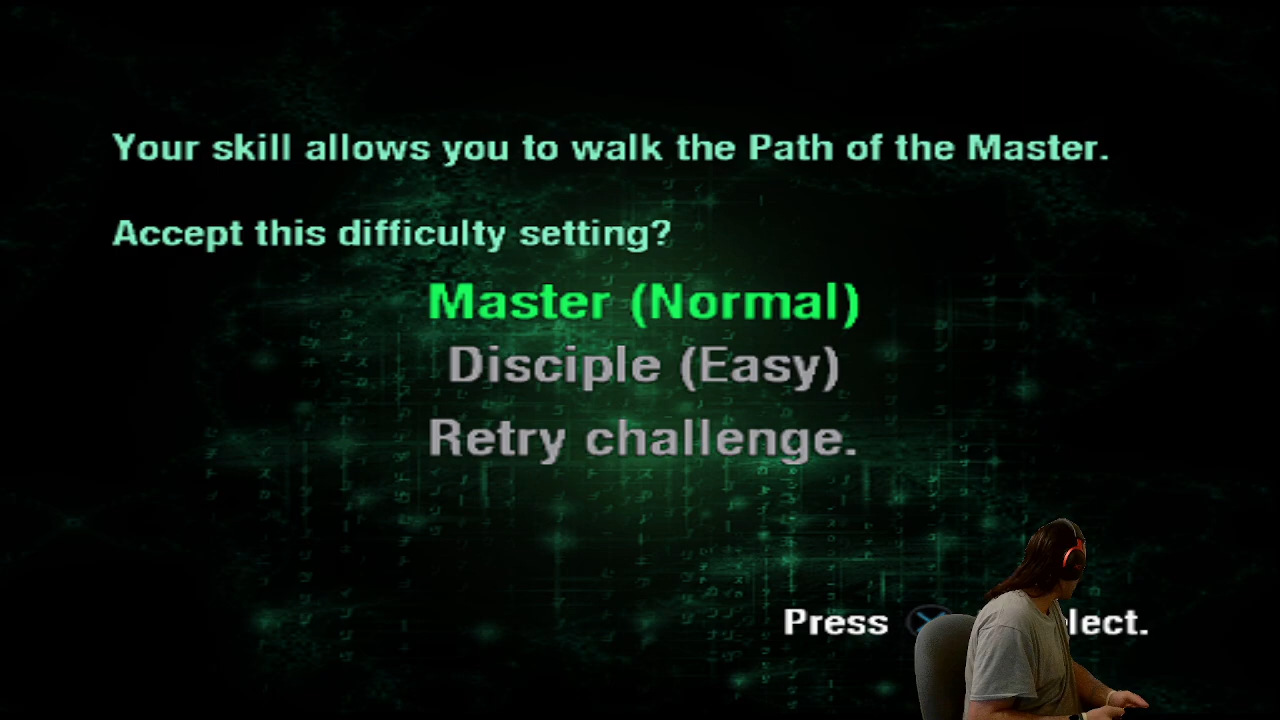 Your skill allows you to walk the Path of the Master.
Accept this difficulty setting?
Master (Normal)
Disciple (Easy)
Retry challenge.
Press lect.